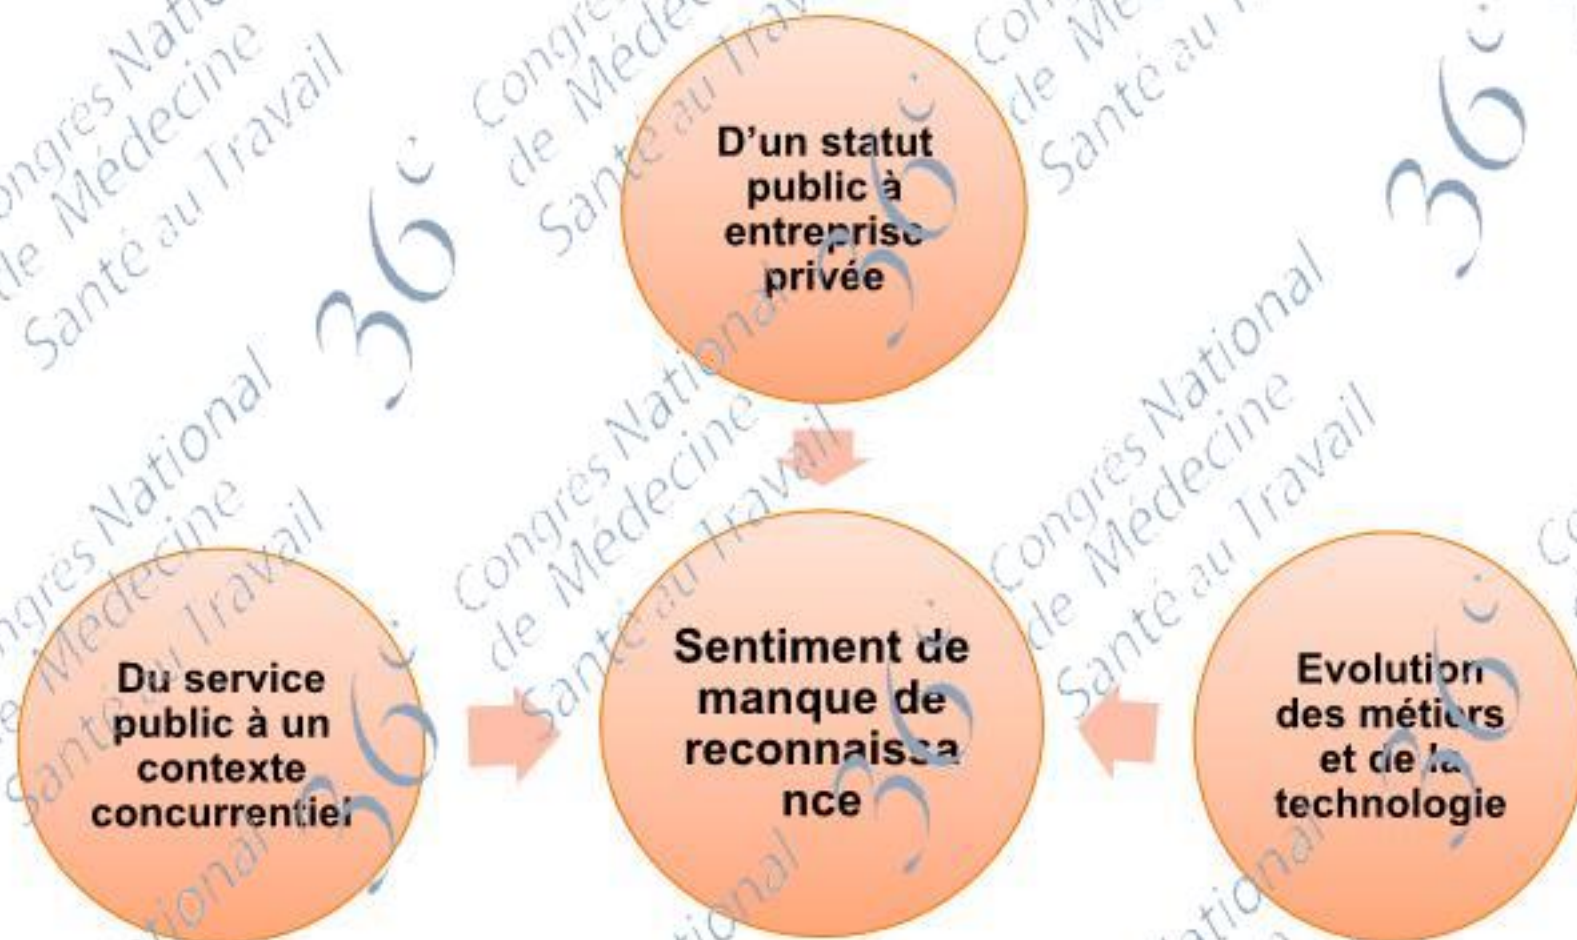 D'un statut
public à
entreprise
privée
Du service
public à un
contexte
concurrentiel
Sentiment de
manque de
reconnaissa
nce
Evolution
des métiers
et de la
technologie
36e
Congrès National
de Médecine
Santé au Travail